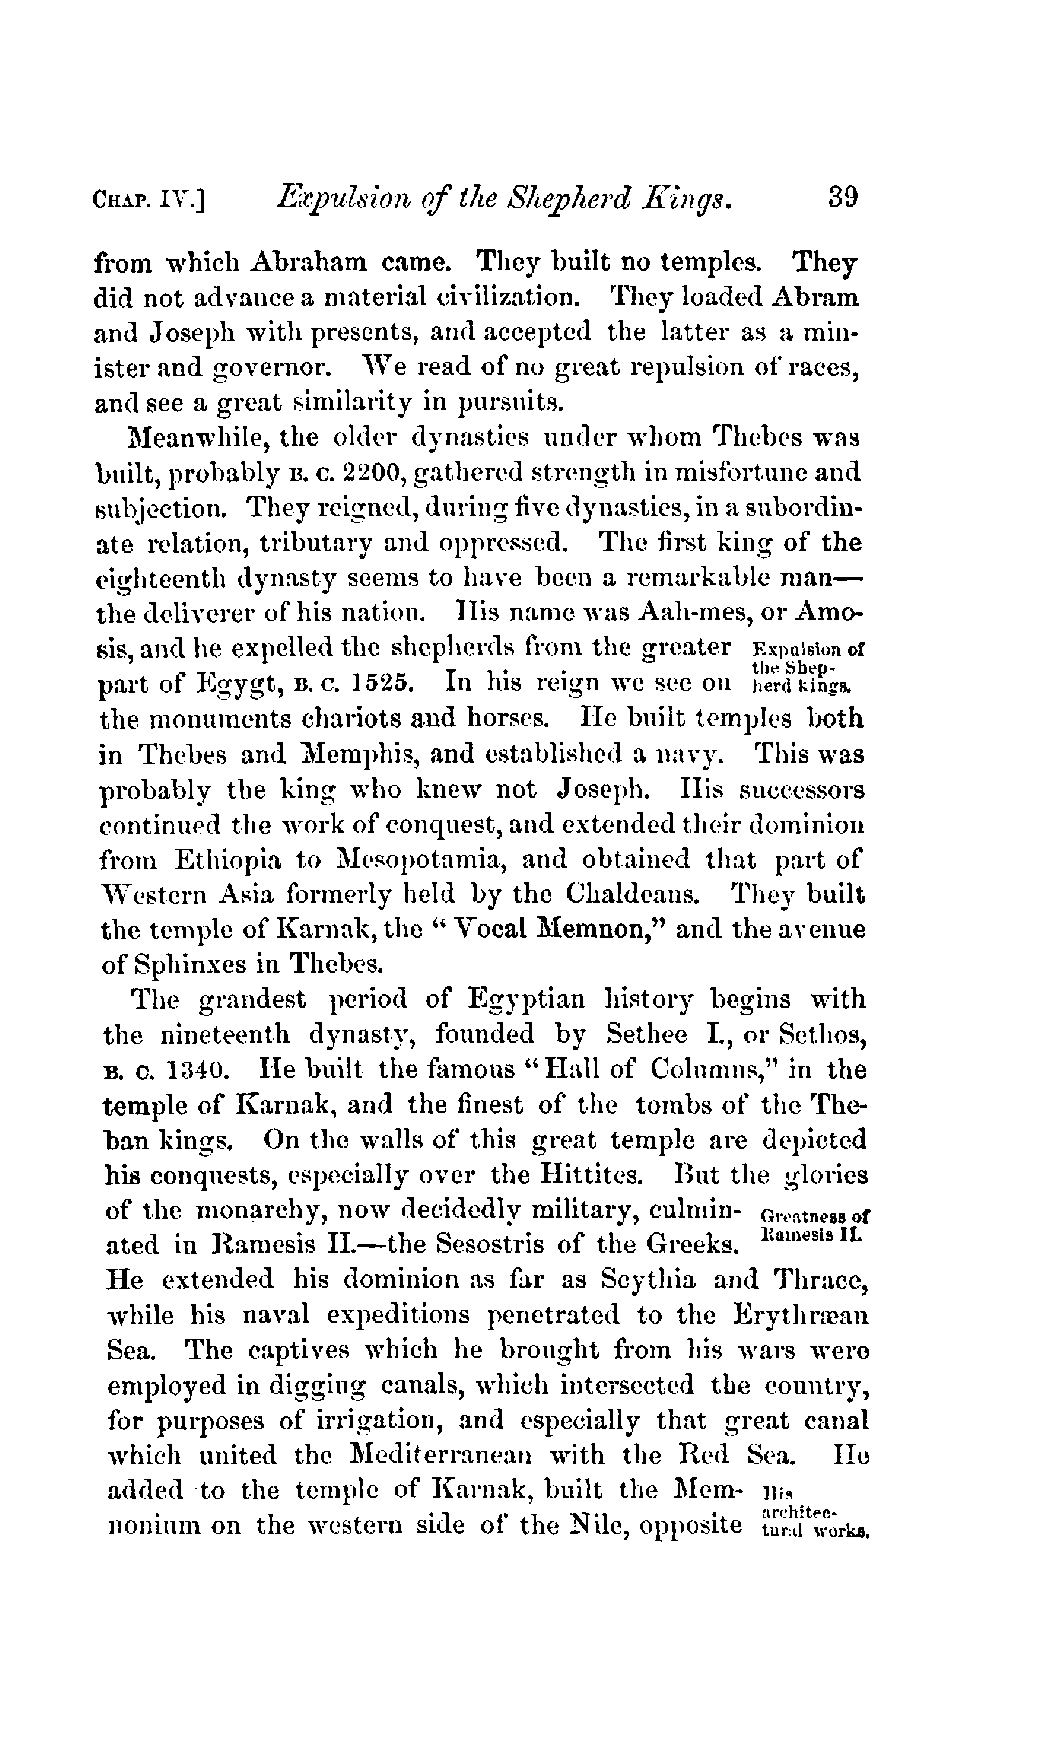 CHAP. IV.] Expulsion of the Shepherd Kings. 39
from which Abraham came. They built no temples. They
did not advance a material civilization. They loaded Abram
and Joseph with presents, and accepted the latter as a min-
ister and governor. We read of no great repulsion of races,
and see a great similarity in pursuits.
Meanwhile, the older dynasties under whom Thebes was
built, probably B. C. 2200, gathered strength in misfortune and
subjection. They reigned, during five dynasties, in a subordin-
ate relation, tributary and oppressed. The first king of the
eighteenth dynasty seems to have been a remarkable man—
the deliverer of his nation. His name was Aah-mes, or Amo-
sis, and he expelled the shepherds from the greater
Expulsion of
the Shep-
herd kings.
part of Egygt, B. C. 1525. In his reign we see on
the monuments chariots and horses. He built temples both
in Thebes and Memphis, and established a navy. This was
probably the king who knew not Joseph. His successors
continued the work of conquest, and extended their dominion
from Ethiopia to Mesopotamia, and obtained that part of
Western Asia formerly held by the Chaldeans. They built
the temple of Karnak, the “Vocal Memnon,” and the avenue
of Sphinxes in Thebes.
The grandest period of Egyptian history begins with
the nineteenth dynasty, founded by Sethee I., or Sethos,
B. C. 1340. He built the famous “Hall of Columns,” in the
temple of Karnak, and the finest of the tombs of the The-
ban kings. On the walls of this great temple are depicted
his conquests, especially over the Hittites. But the glories
of the monarchy, now decidedly military, culmin-
Greatness of
Ramesis II.
ated in Ramesis II.—the Sesostris of the Greeks.
He extended his dominion as far as Scythia and Thrace,
while his naval expeditions penetrated to the Erythræan
Sea. The captives which he brought from his wars were
employed in digging canals, which intersected the country,
for purposes of irrigation, and especially that great canal
which united the Mediterranean with the Red Sea. He
added to the temple of Karnak, built the Mem-
His
architec-
tural works.
nonium on the western side of the Nile, opposite